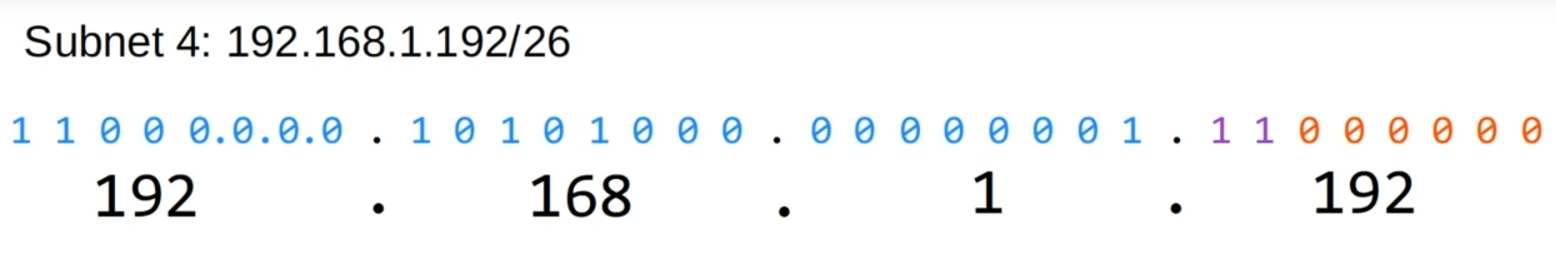 Subnet 4: 192.168.1.192/26
1 1 0 0 0.0.0.0 . 1 0 1 0 1 0 0 0 . 0 0 0 0 0 0 0 1 . 1 1 0 0 0 0 0 0
192 . 168 . 1 . 192